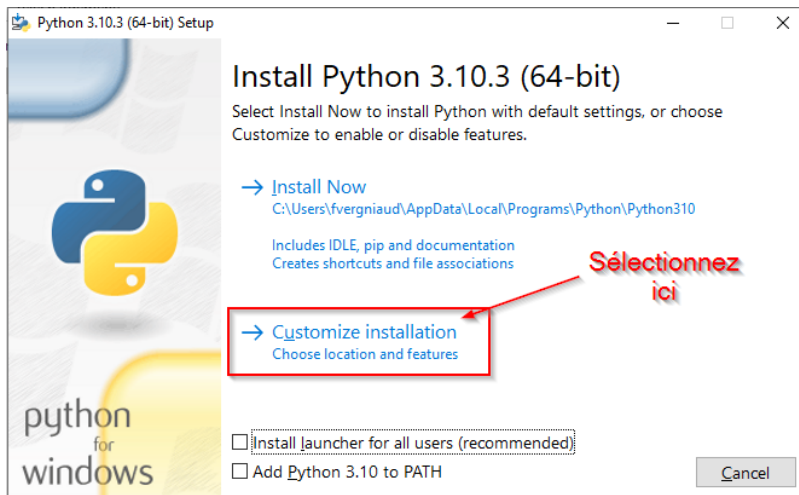 Python 3.10.3 (64-bit) Setup
Install Python 3.10.3 (64-bit)
Select Install Now to install Python with default settings, or choose
Customize to enable or disable features.
Install Now
C:\Users\fvergniaud\AppData\Local\Programs\Python\Python310
Includes IDLE, pip and documentation
Creates shortcuts and file associations
Sélectionnez
ici
Customize installation
Choose location and features
python
for
windows
Install launcher for all users (recommended)
Add Python 3.10 to PATH
Cancel